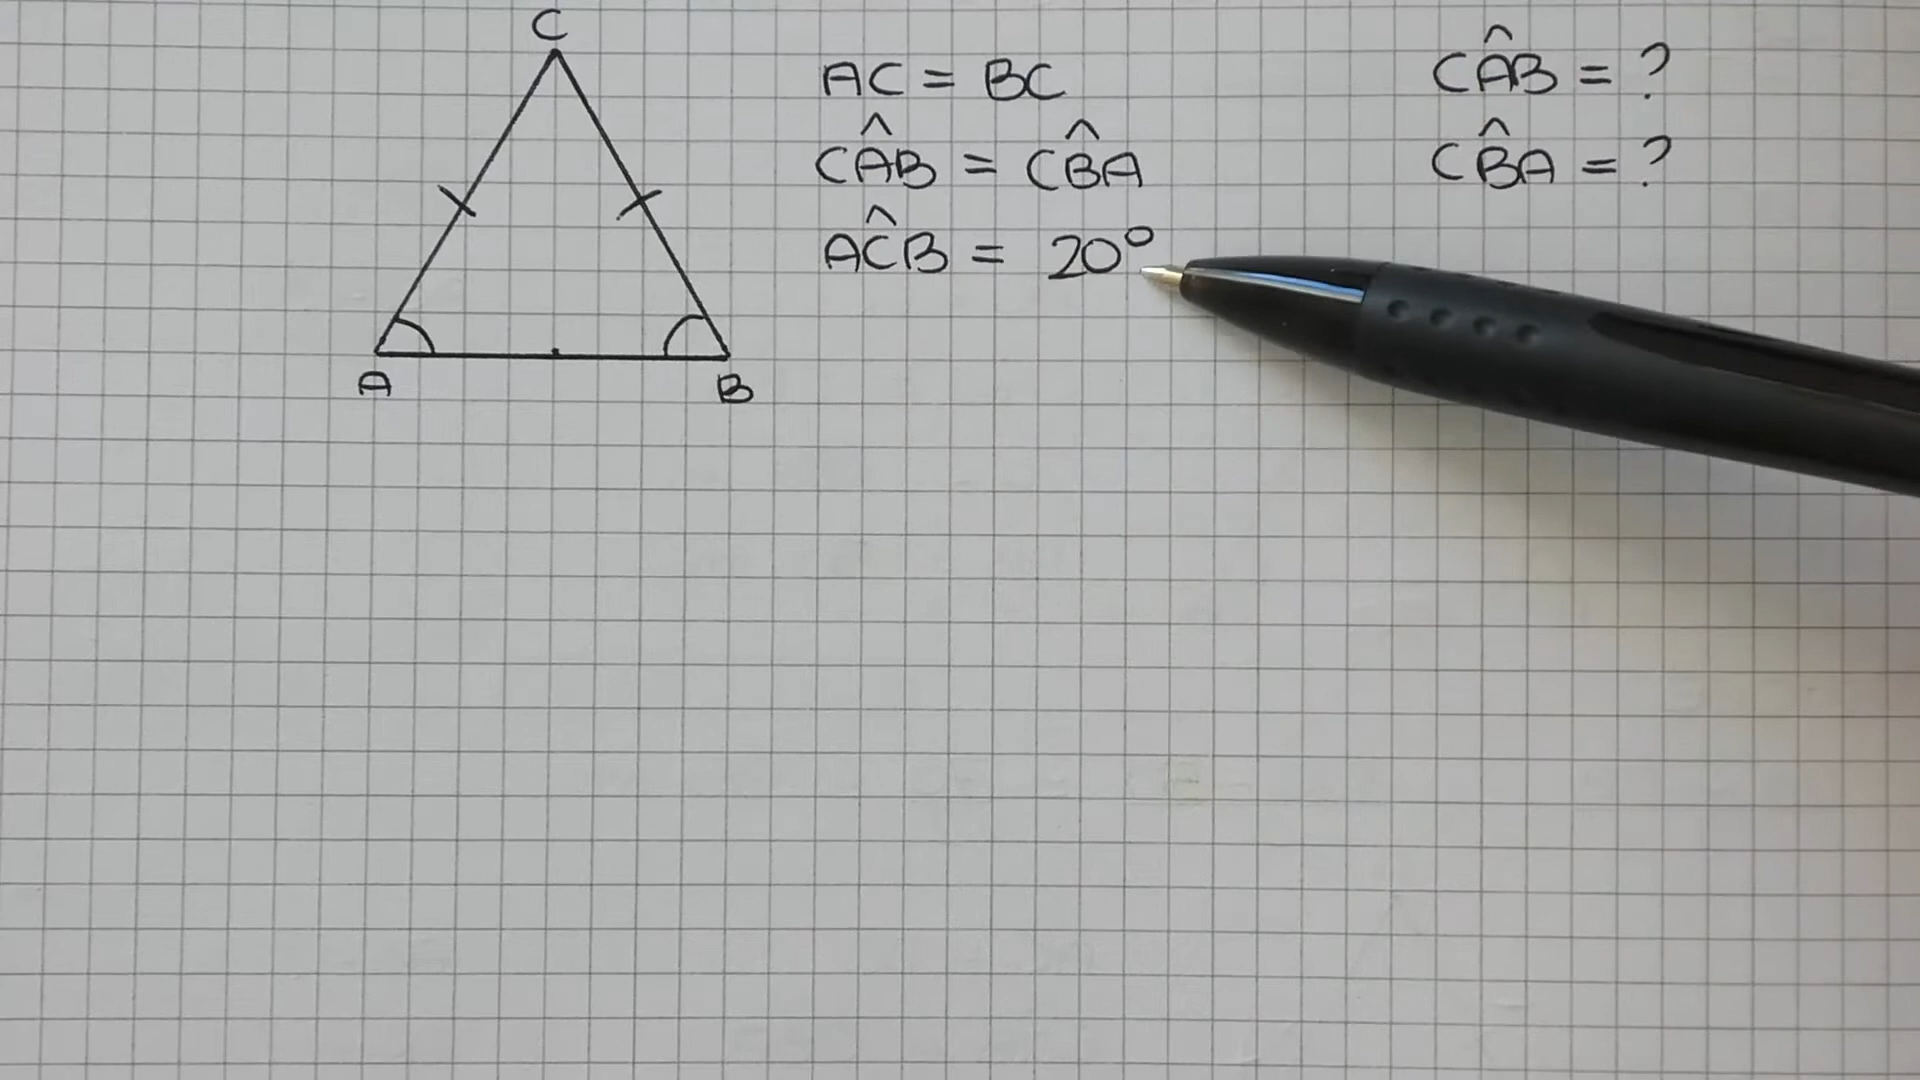 C
A
B
AC = BC
CÂB = CB̂A
AĈB = 20°
CÂB = ?
CB̂A = ?